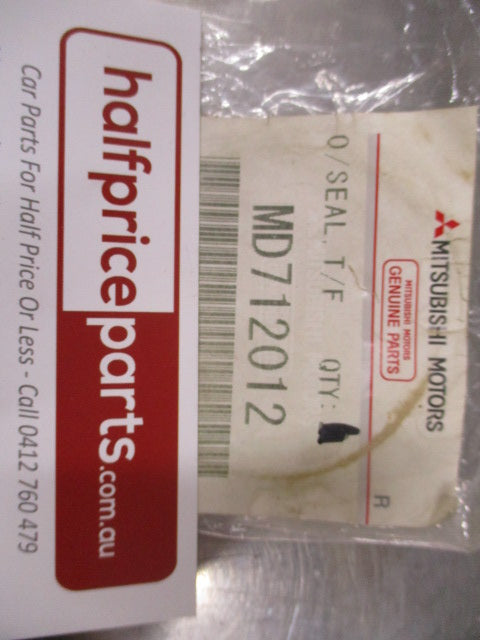 MITSUBISHI MOTORS
MITSUBISHI MOTORS
GENUINE PARTS
R
O/SEAL, T/F QTY:
MD712012
halfpriceparts.com.au
Car Parts For Half Price Or Less - Call 0412 760 479